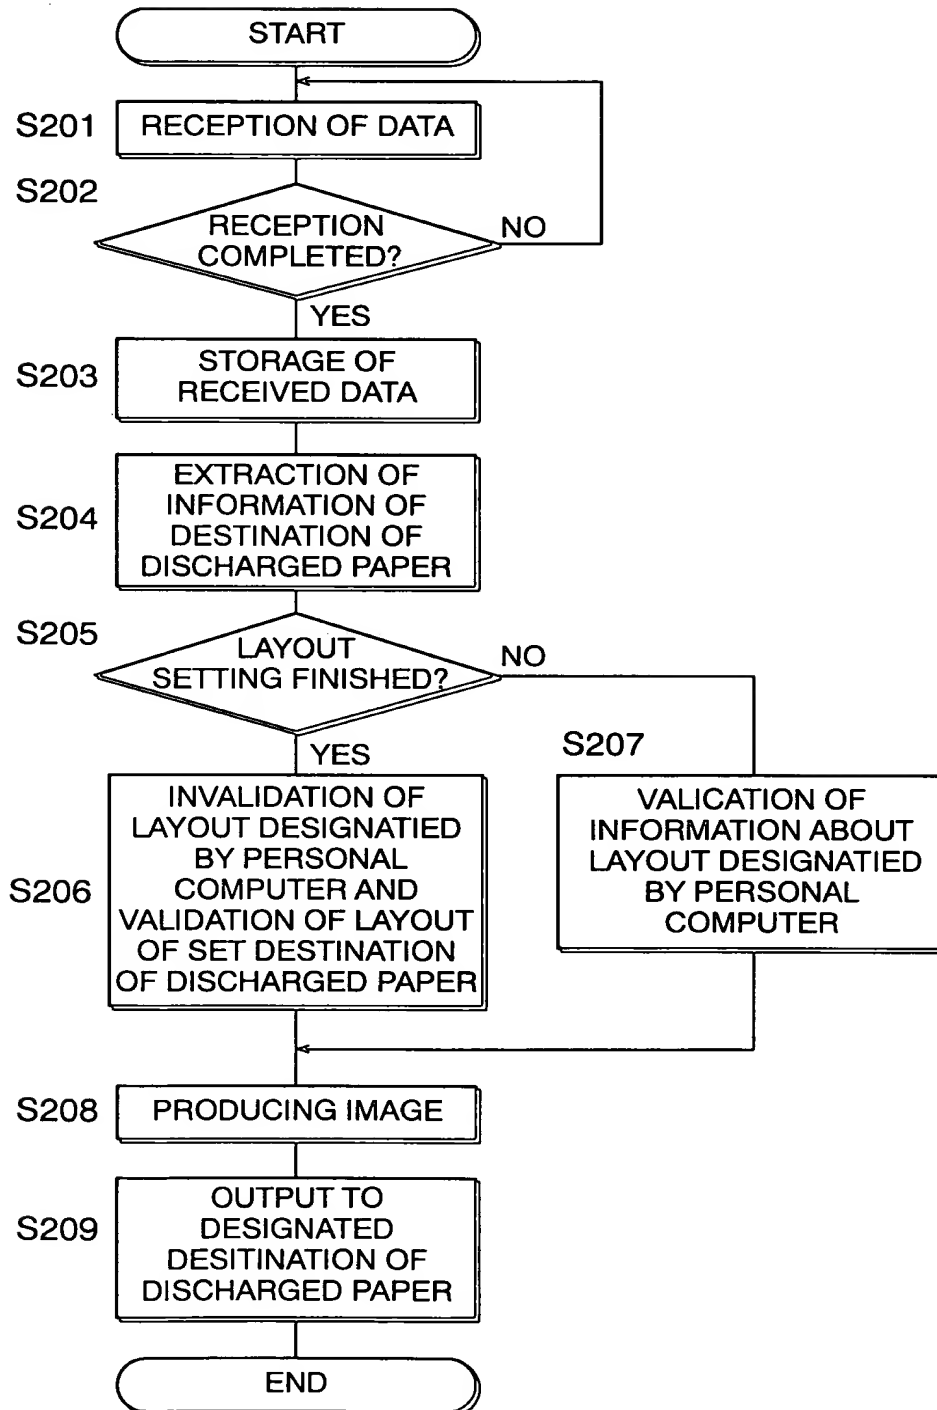 START
S201
RECEPTION OF DATA
S202
RECEPTION
COMPLETED?
NO
YES
S203
STORAGE OF
RECEIVED DATA
S204
EXTRACTION OF
INFORMATION OF
DESTINATION OF
DISCHARGED PAPER
S205
LAYOUT
SETTING FINISHED?
NO
YES
S206
INVALIDATION OF
LAYOUT DESIGNATIED
BY PERSONAL
COMPUTER AND
VALIDATION OF LAYOUT
OF SET DESTINATION
OF DISCHARGED PAPER
S207
VALICATION OF
INFORMATION ABOUT
LAYOUT DESIGNATIED
BY PERSONAL
COMPUTER
S208
PRODUCING IMAGE
S209
OUTPUT TO
DESIGNATED
DESITINATION OF
DISCHARGED PAPER
END